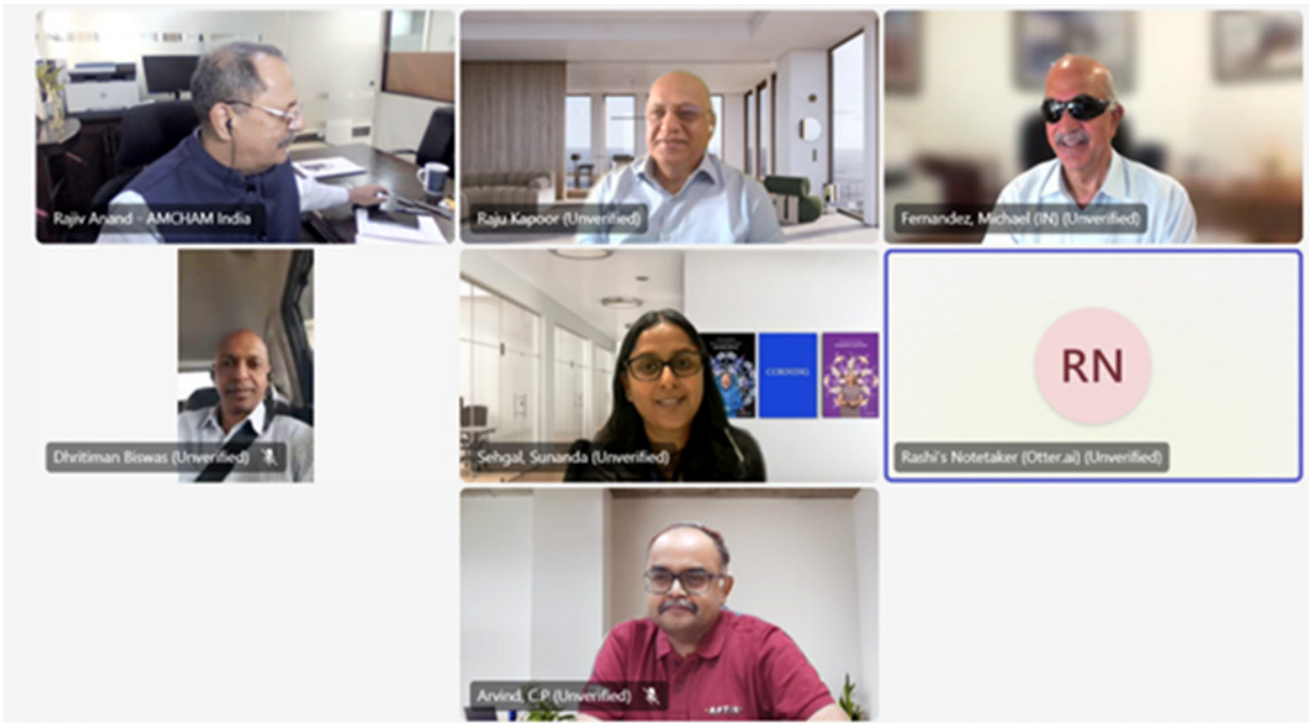 Rajiv Anand - AMCHAM India
Raju Kapoor (Unverified)
Fernandez, Michael (IN) (Unverified)
Dhritiman Biswas (Unverified)
CORNING
Sehgal, Sunanda (Unverified)
RN
Rashi's Notetaker (Otter.ai) (Unverified)
Arvind, C.P (Unverified)